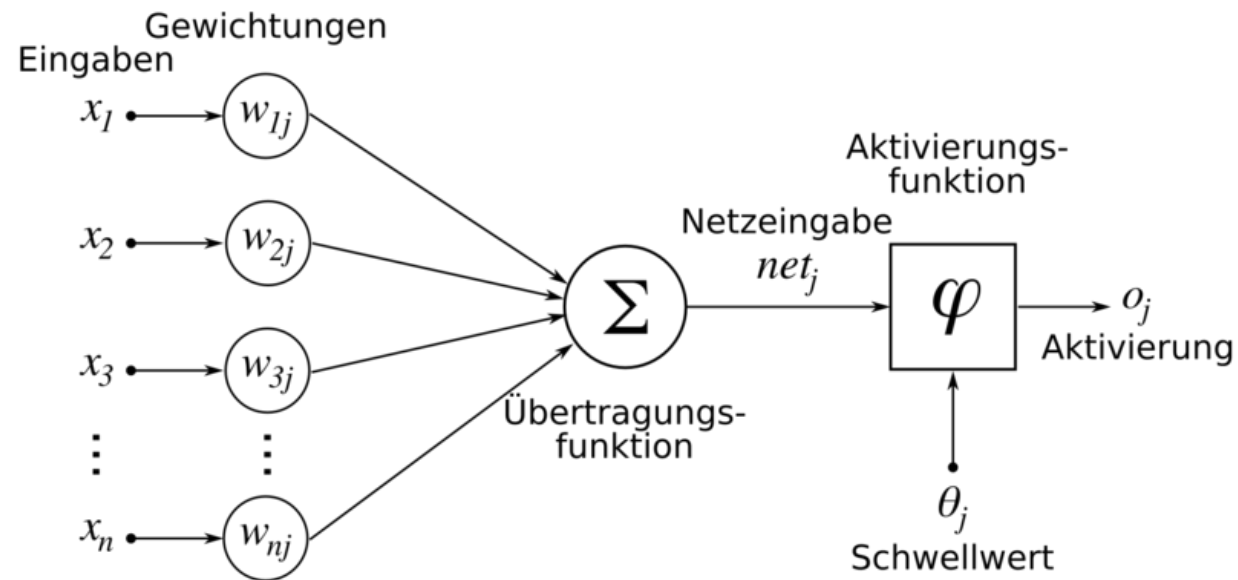 Gewichtungen
Eingaben
x₁
w₁ⱼ
x₂
w₂ⱼ
x₃
w₃ⱼ
⋮
⋮
xₙ
wₙⱼ
Σ
Übertragungs-
funktion
Netzeingabe
netⱼ
Aktivierungs-
funktion
φ
oⱼ
Aktivierung
θⱼ
Schwellwert